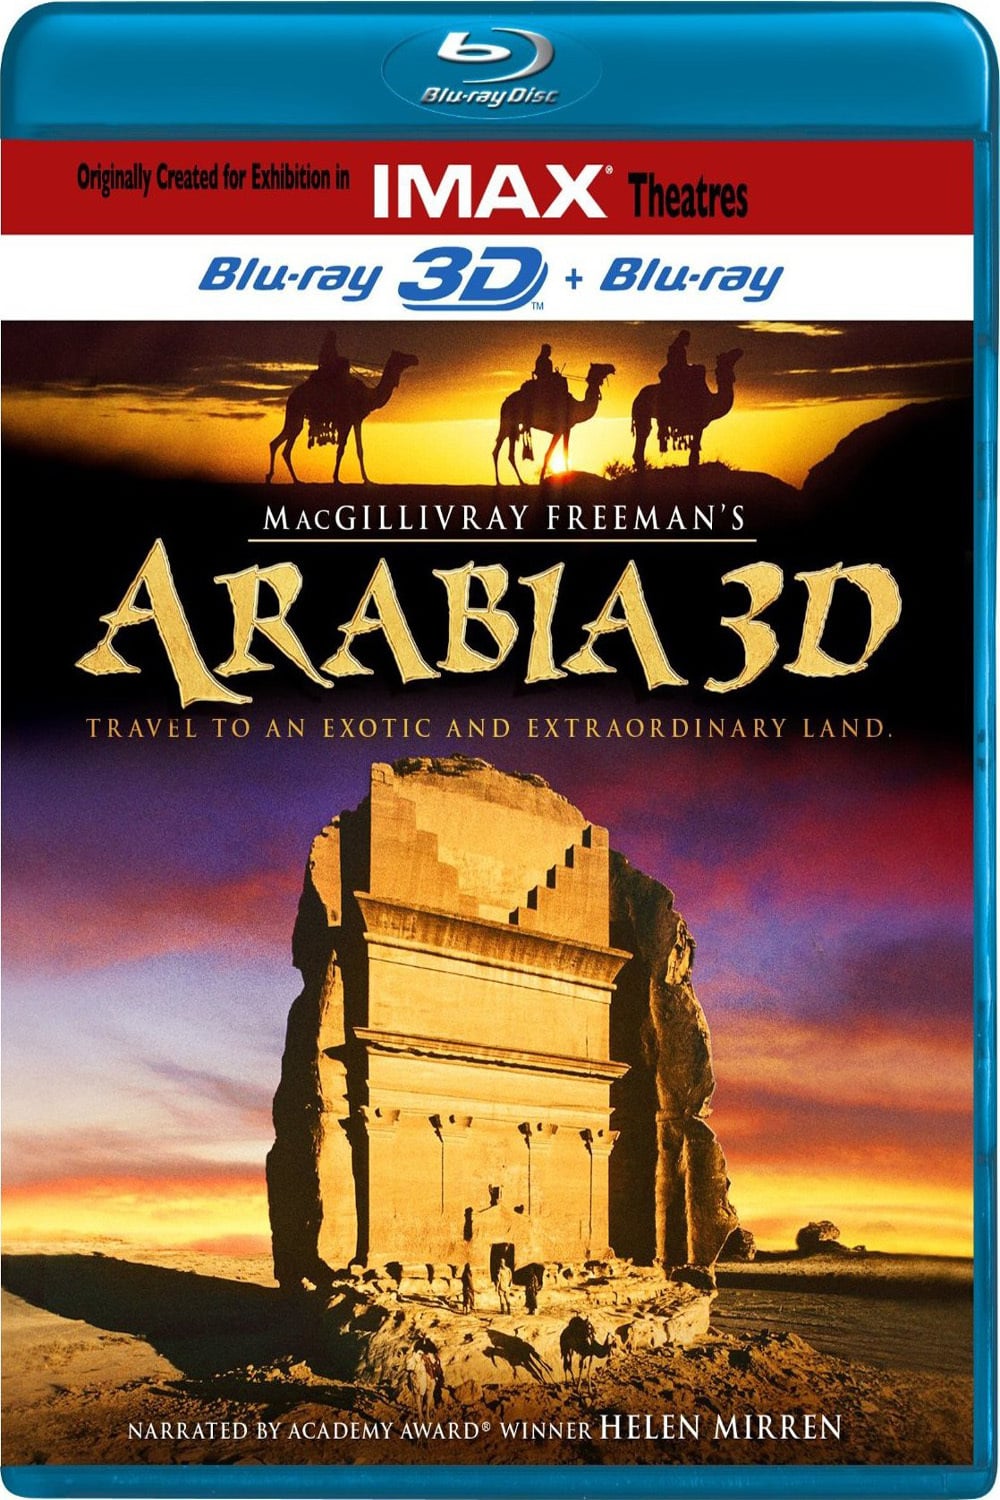 Blu-ray Disc
Originally Created for Exhibition in IMAX® Theatres
Blu-ray 3D™ + Blu-ray
MACGILLIVRAY FREEMAN'S
ARABIA 3D
TRAVEL TO AN EXOTIC AND EXTRAORDINARY LAND.
NARRATED BY ACADEMY AWARD® WINNER HELEN MIRREN